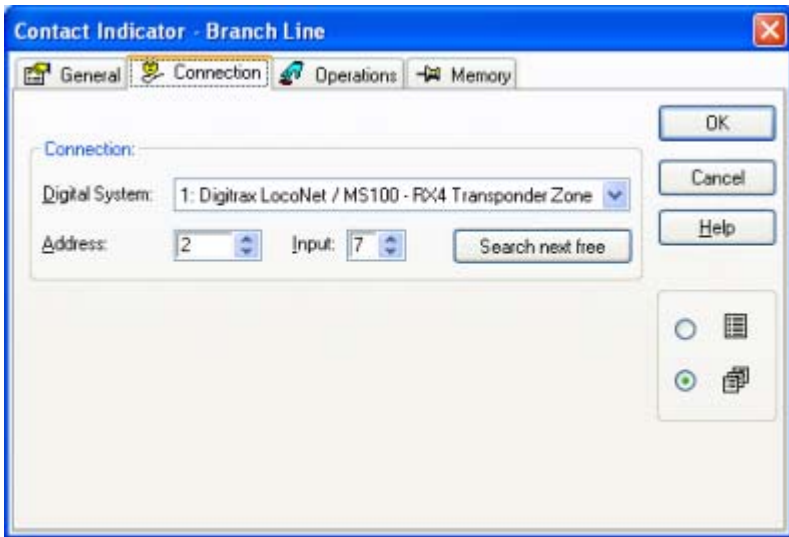 Contact Indicator - Branch Line
General Connection Operations Memory
OK
Connection:
Cancel
Digital System: 1: Digitrax LocoNet / MS100 - RX4 Transponder Zone
Help
Address: 2 Input: 7 Search next free